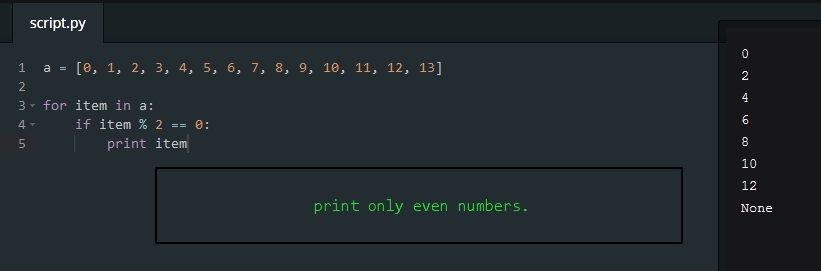 script.py
1 a = [0, 1, 2, 3, 4, 5, 6, 7, 8, 9, 10, 11, 12, 13]
2
3 for item in a:
4     if item % 2 == 0:
5         print item
print only even numbers.
0
2
4
6
8
10
12
None